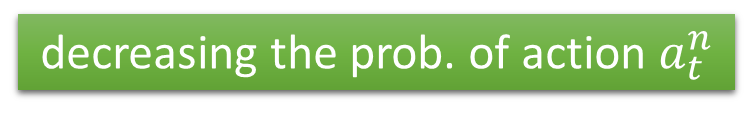 decreasing the prob. of action $a_t^n$